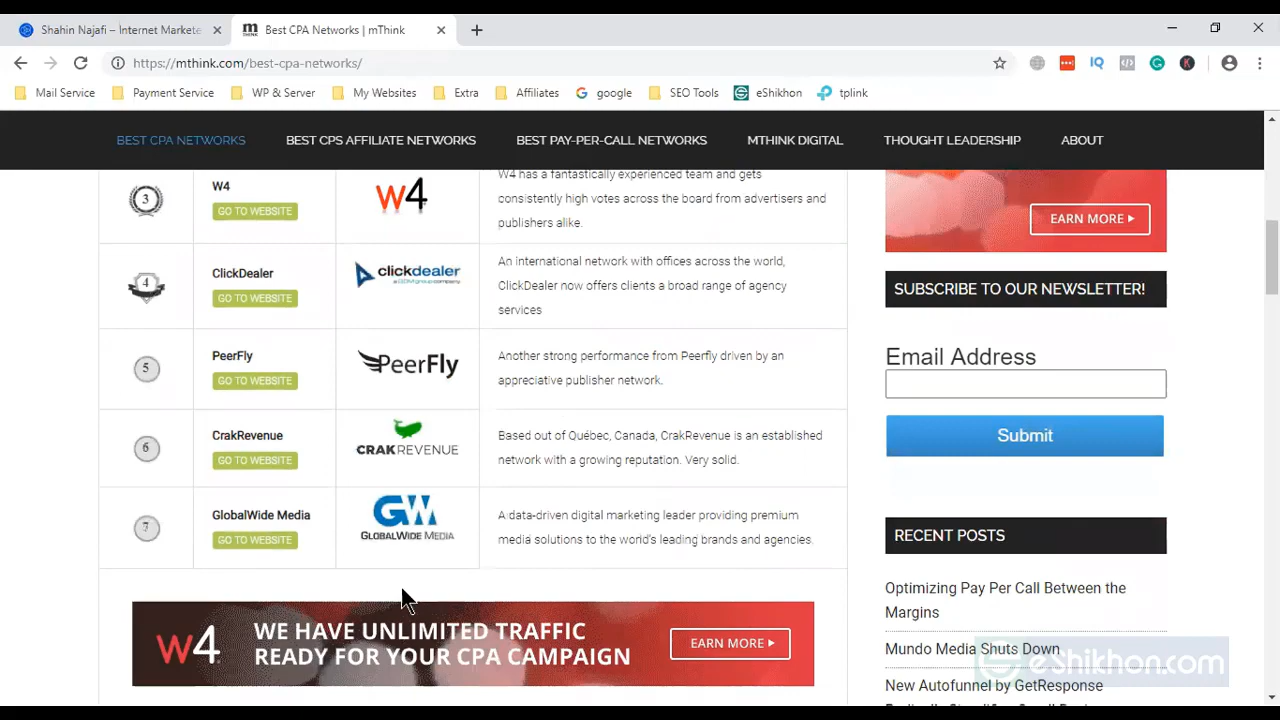 Shahin Najafi – Internet Markete
Best CPA Networks | mThink
https://mthink.com/best-cpa-networks/
Mail Service
Payment Service
WP & Server
My Websites
Extra
Affiliates
google
SEO Tools
eShikhon
tplink
BEST CPA NETWORKS
BEST CPS AFFILIATE NETWORKS
BEST PAY-PER-CALL NETWORKS
MTHINK DIGITAL
THOUGHT LEADERSHIP
ABOUT
3
W4
GO TO WEBSITE
W4
W4 has a fantastically experienced team and gets
consistently high votes across the board from advertisers and
publishers alike.
4
ClickDealer
GO TO WEBSITE
clickdealer
An international network with offices across the world,
ClickDealer now offers clients a broad range of agency
services
5
PeerFly
GO TO WEBSITE
PeerFly
Another strong performance from Peerfly driven by an
appreciative publisher network.
6
CrakRevenue
GO TO WEBSITE
CRAKREVENUE
Based out of Québec, Canada, CrakRevenue is an established
network with a growing reputation. Very solid.
7
GlobalWide Media
GO TO WEBSITE
GW
GLOBALWIDE MEDIA
A data-driven digital marketing leader providing premium
media solutions to the world's leading brands and agencies.
W4
WE HAVE UNLIMITED TRAFFIC
READY FOR YOUR CPA CAMPAIGN
EARN MORE
EARN MORE
SUBSCRIBE TO OUR NEWSLETTER!
Email Address
Submit
RECENT POSTS
Optimizing Pay Per Call Between the
Margins
Mundo Media Shuts Down
New Autofunnel by GetResponse
eshikhon.com